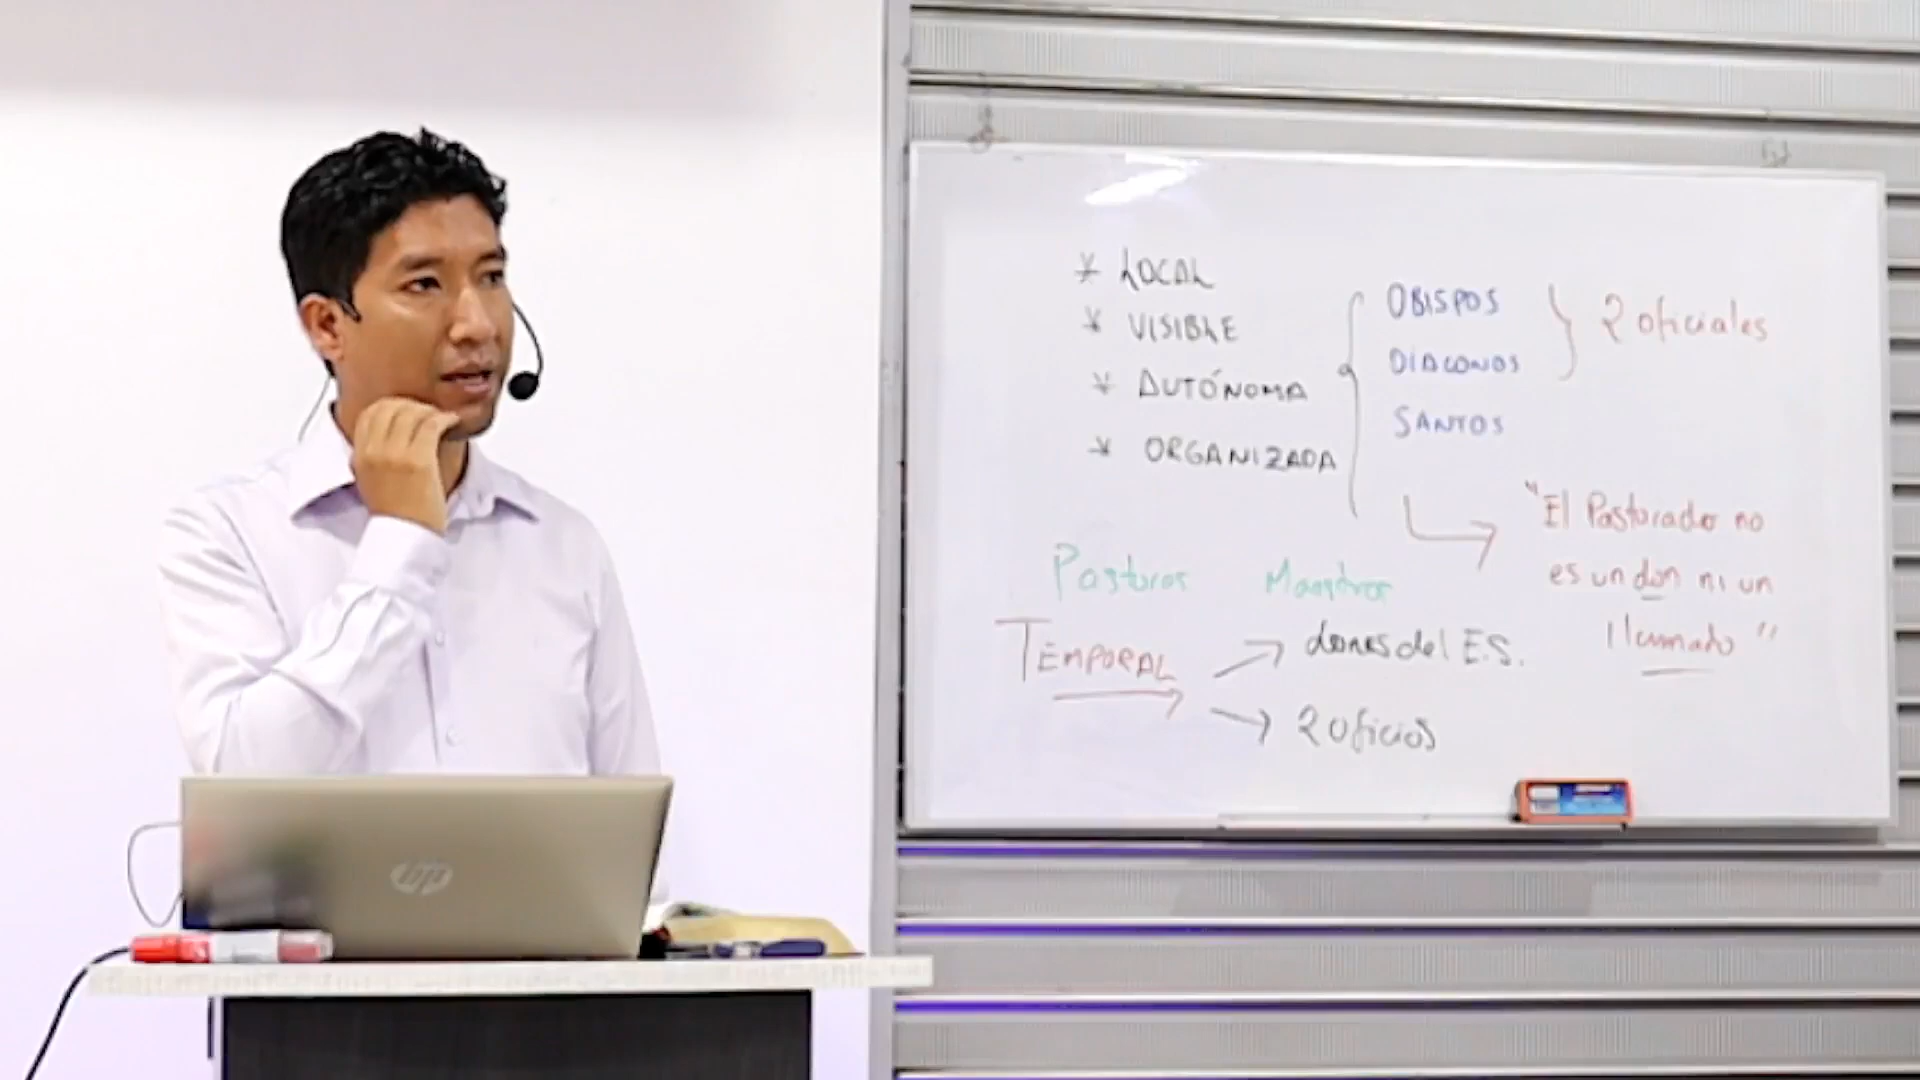 * LOCAL
* VISIBLE
* AUTÓNOMA
* ORGANIZADA
OBISPOS
DIACONOS
SANTOS
2 oficiales
"El Pastorado no
es un don ni un
llamado"
Pastores Maestros
TEMPORAL
dones del E.S.
2 oficios
hp